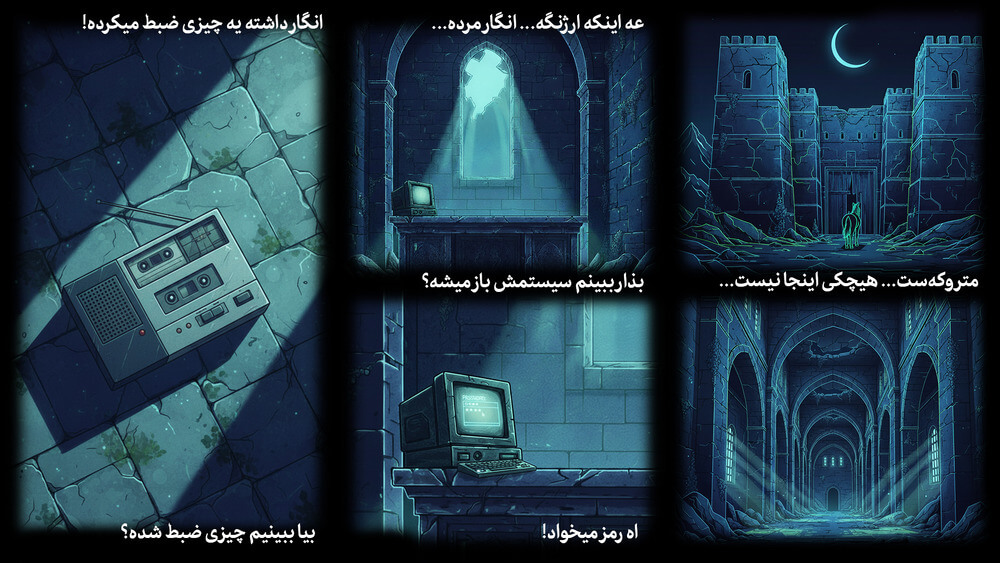 متروکه‌ست... هیچکی اینجا نیست...
عه اینکه ارژنگه... انگار مرده...
بذار ببینم سیستمش باز میشه؟
اه رمز میخواد!
انگار داشته یه چیزی ضبط میکرده!
بیا ببینیم چیزی ضبط شده؟